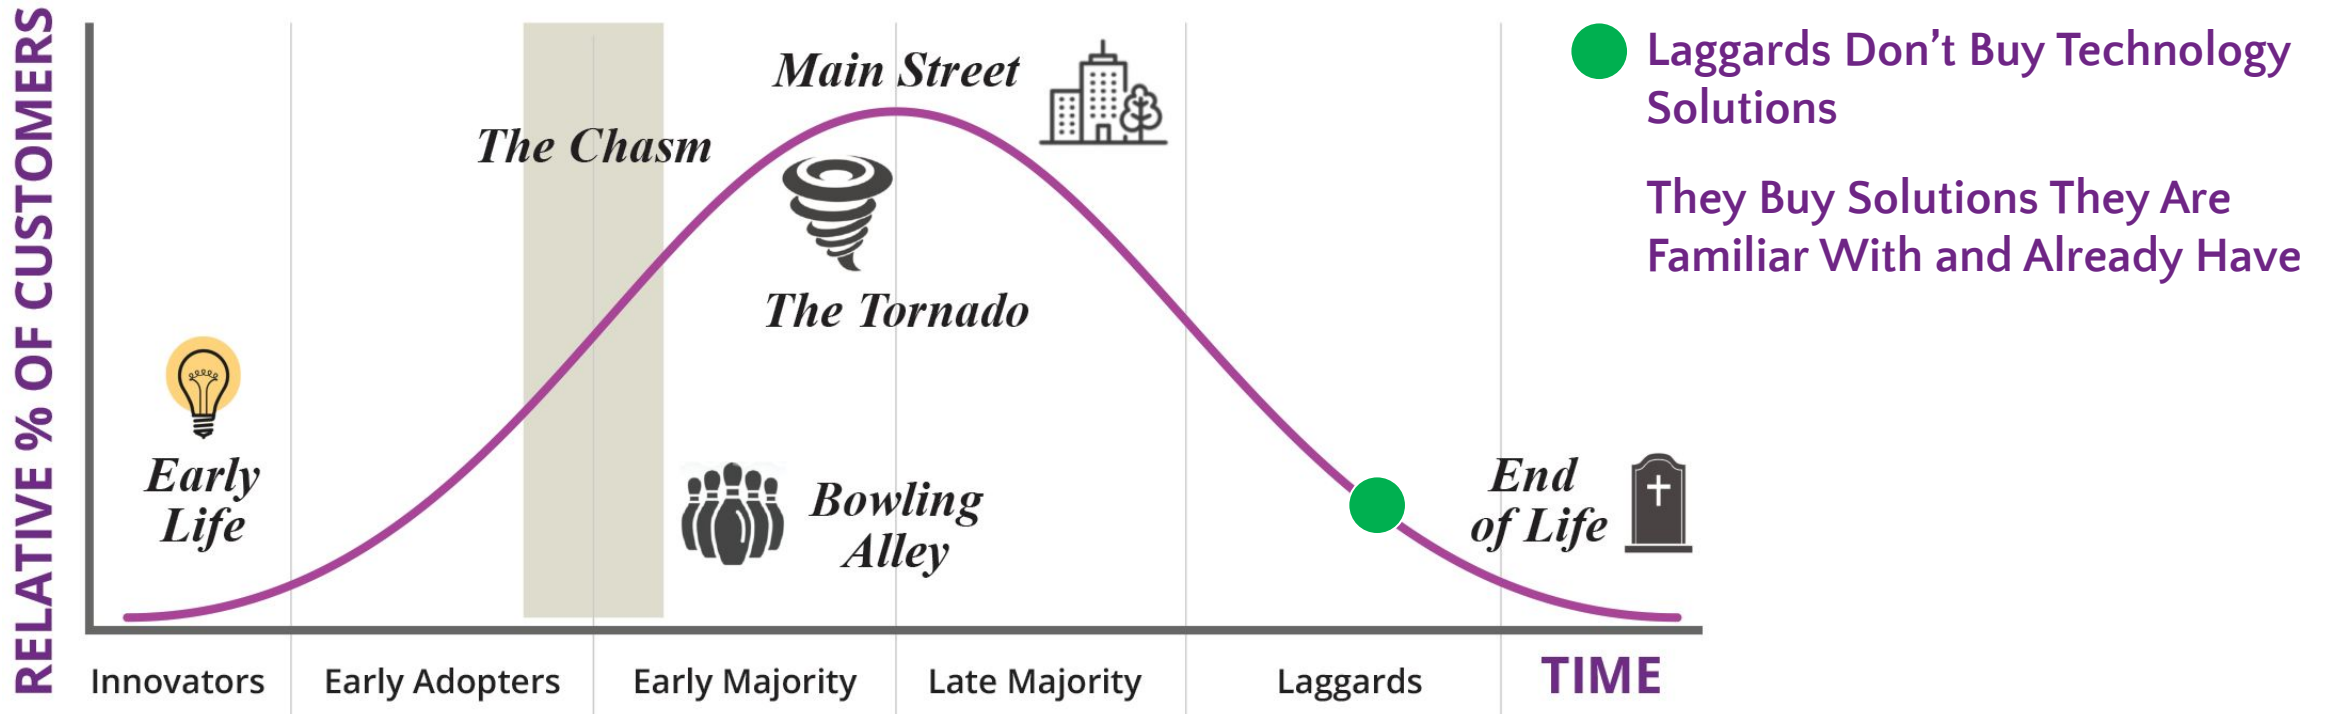 RELATIVE % OF CUSTOMERS
Early
Life
The Chasm
Main Street
The Tornado
Bowling
Alley
End
of Life
Innovators
Early Adopters
Early Majority
Late Majority
Laggards
TIME
Laggards Don’t Buy Technology
Solutions
They Buy Solutions They Are
Familiar With and Already Have